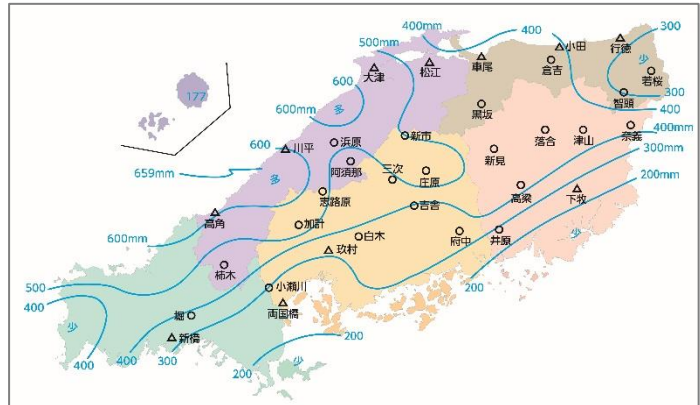 400mm
400
300
500mm
小田
行徳
車尾
倉吉
少
若桜
大津
松江
600
177
多
300
智頭
600mm
黒坂
400
新市
奈義
400mm
600
川平
浜原
落合
津山
300mm
多
阿須那
新見
659mm
三次
庄原
200mm
志路原
高梁
下牧
高角
吉舎
加計
白木
府中
井原
少
600mm
玖村
柿木
500
小瀬川
200
400
両国橋
堀
少
新橋
200
400
400
300
200
少